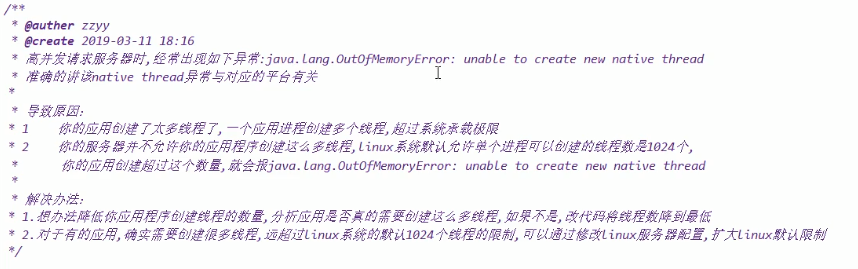 /**
* @auther zzyy
* @create 2019-03-11 18:16
* 高并发请求服务器时,经常出现如下异常:java.lang.OutOfMemoryError: unable to create new native thread
* 准确的讲该native thread异常与对应的平台有关
*
* 导致原因:
* 1 你的应用创建了太多线程了,一个应用进程创建多个线程,超过系统承载极限
* 2 你的服务器并不允许你的应用程序创建这么多线程,linux系统默认允许单个进程可以创建的线程数是1024个,
* 你的应用创建超过这个数量,就会报java.lang.OutOfMemoryError: unable to create new native thread
*
* 解决办法:
* 1.想办法降低你应用程序创建线程的数量,分析应用是否真的需要创建这么多线程,如果不是,改代码将线程数降到最低
* 2.对于有的应用,确实需要创建很多线程,远超过linux系统的默认1024个线程的限制,可以通过修改linux服务器配置,扩大linux默认限制
*/